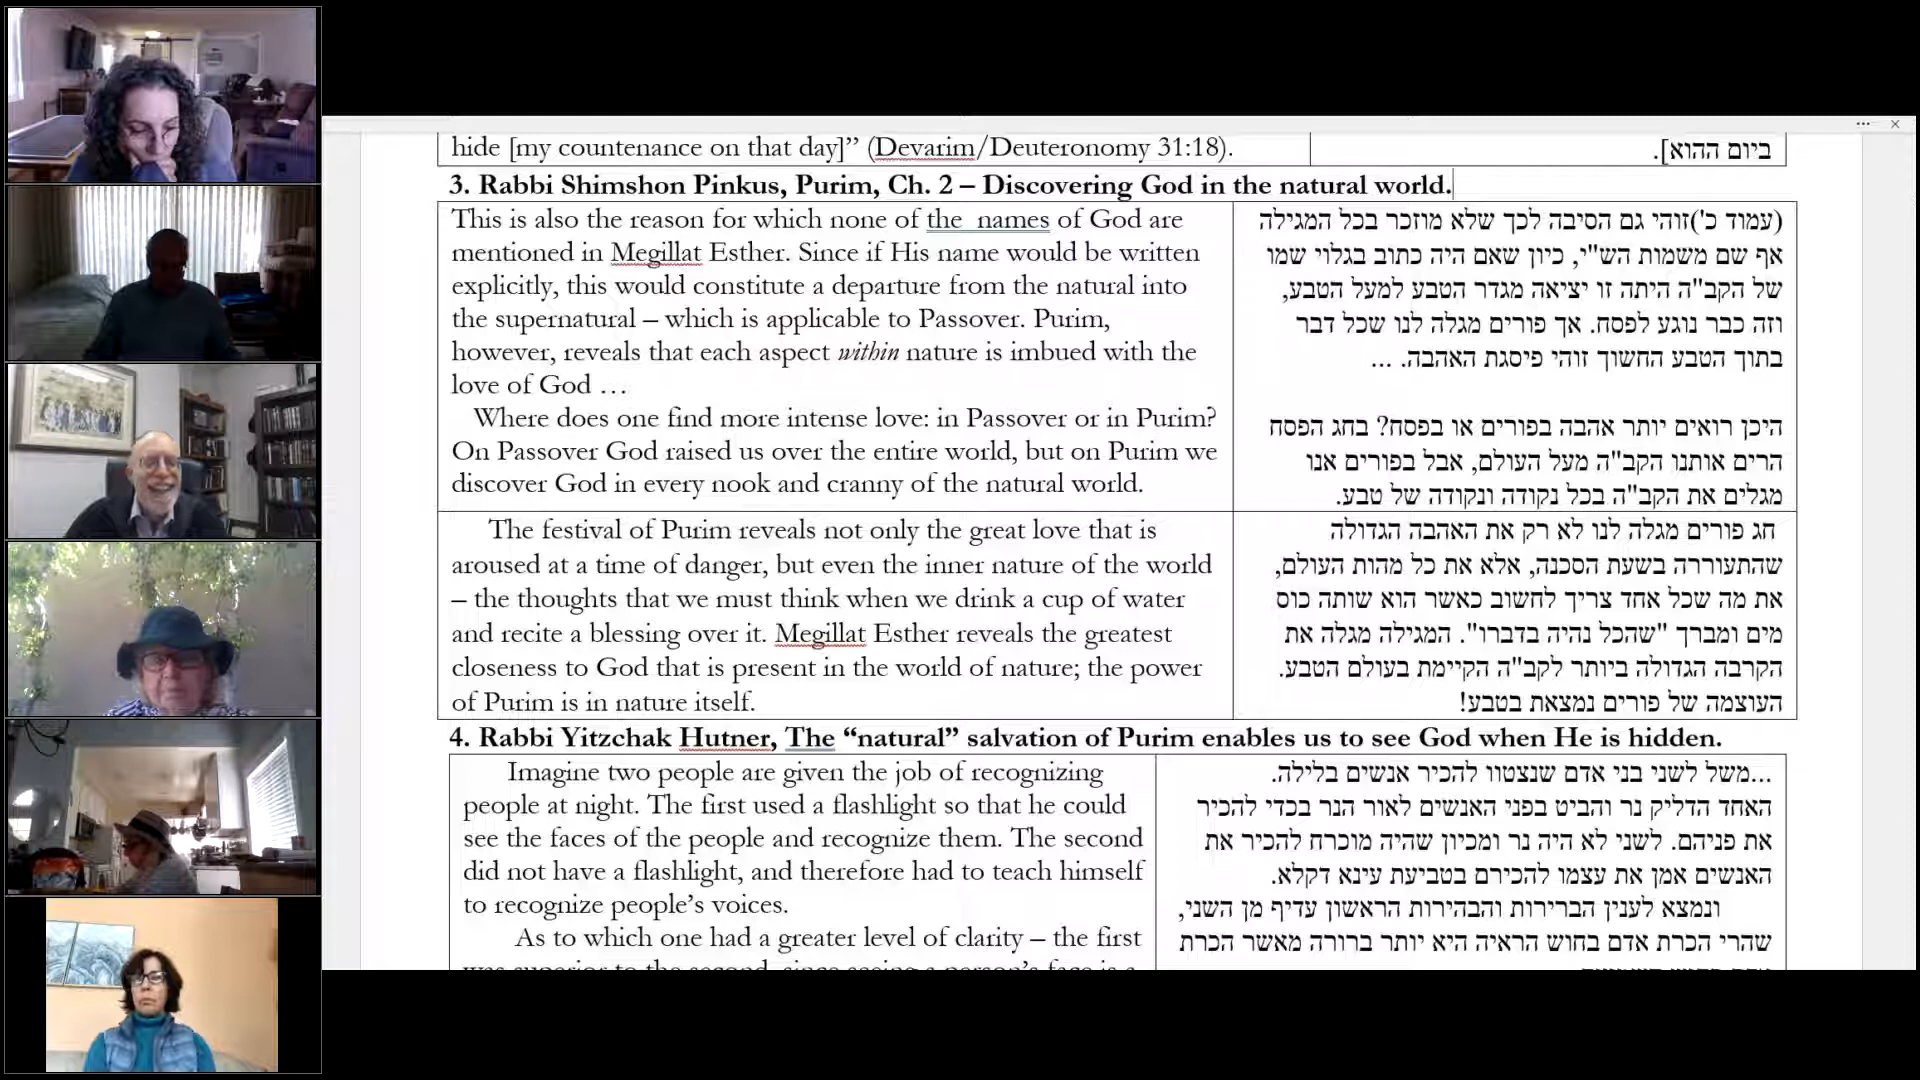 hide [my countenance on that day]” (Devarim/Deuteronomy 31:18).
ביום ההוא].
3. Rabbi Shimshon Pinkus, Purim, Ch. 2 – Discovering God in the natural world.
This is also the reason for which none of the  names of God are
mentioned in Megillat Esther. Since if His name would be written
explicitly, this would constitute a departure from the natural into
the supernatural – which is applicable to Passover. Purim,
however, reveals that each aspect within nature is imbued with the
love of God …
Where does one find more intense love: in Passover or in Purim?
On Passover God raised us over the entire world, but on Purim we
discover God in every nook and cranny of the natural world.
(עמוד כ')זוהי גם הסיבה לכך שלא מוזכר בכל המגילה
אף שם משמות הש"י, כיון שאם היה כתוב בגלוי שמו
של הקב"ה היתה זו יציאה מגדר הטבע למעל הטבע,
וזה כבר נוגע לפסח. אך פורים מגלה לנו שכל דבר
בתוך הטבע החשוך זוהי פיסגת האהבה. ...
היכן רואים יותר אהבה בפורים או בפסח? בחג הפסח
הרים אותנו הקב"ה מעל העולם, אבל בפורים אנו
מגלים את הקב"ה בכל נקודה ונקודה של טבע.
The festival of Purim reveals not only the great love that is
aroused at a time of danger, but even the inner nature of the world
– the thoughts that we must think when we drink a cup of water
and recite a blessing over it. Megillat Esther reveals the greatest
closeness to God that is present in the world of nature; the power
of Purim is in nature itself.
חג פורים מגלה לנו לא רק את האהבה הגדולה
שהתעוררה בשעת הסכנה, אלא את כל מהות העולם,
את מה שכל אחד צריך לחשוב כאשר הוא שותה כוס
מים ומברך "שהכל נהיה בדברו". המגילה מגלה את
הקרבה הגדולה ביותר לקב"ה הקיימת בעולם הטבע.
העוצמה של פורים נמצאת בטבע!
4. Rabbi Yitzchak Hutner, The “natural” salvation of Purim enables us to see God when He is hidden.
Imagine two people are given the job of recognizing
people at night. The first used a flashlight so that he could
see the faces of the people and recognize them. The second
did not have a flashlight, and therefore had to teach himself
to recognize people’s voices.
As to which one had a greater level of clarity – the first
was superior to the second, since seeing a person’s face is a
...משל לשני בני אדם שנצטוו להכיר אנשים בלילה.
האחד הדליק נר והביט בפני האנשים לאור הנר בכדי להכיר
את פניהם. לשני לא היה נר ומכיון שהיה מוכרח להכיר את
האנשים אמן את עצמו להכירם בטביעת עינא דקלא.
ונמצא לענין הברירות והבהירות הראשון עדיף מן השני,
שהרי הכרת אדם בחוש הראיה היא יותר ברורה מאשר הכרת